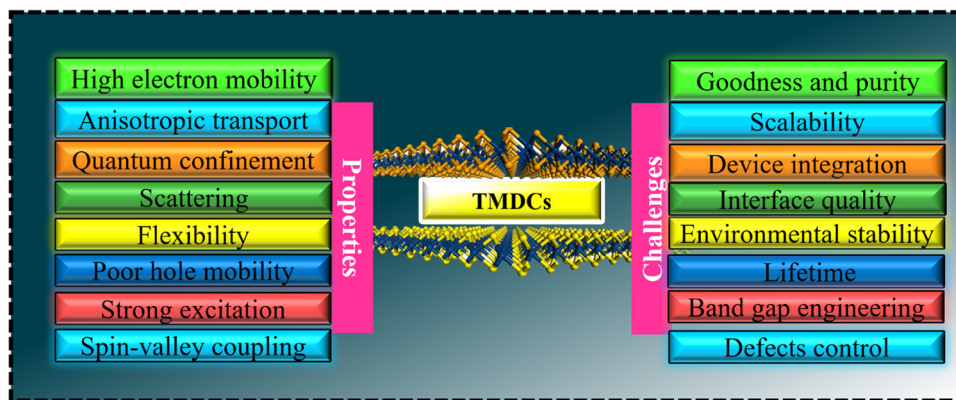 High electron mobility
Anisotropic transport
Quantum confinement
Scattering
Flexibility
Poor hole mobility
Strong excitation
Spin-valley coupling
Properties
TMDCs
Challenges
Goodness and purity
Scalability
Device integration
Interface quality
Environmental stability
Lifetime
Band gap engineering
Defects control